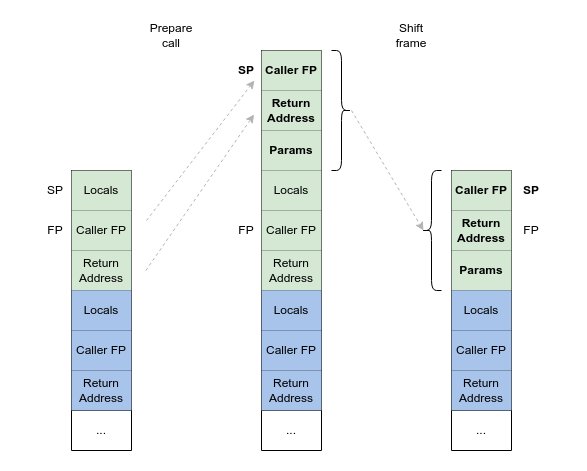 Prepare
call
Shift
frame
SP
Locals
FP
Caller FP
Return
Address
Locals
Caller FP
Return
Address
...
SP
Caller FP
Return
Address
Params
Locals
FP
Caller FP
Return
Address
Locals
Caller FP
Return
Address
...
Caller FP
SP
Return
Address
FP
Params
Locals
Caller FP
Return
Address
...